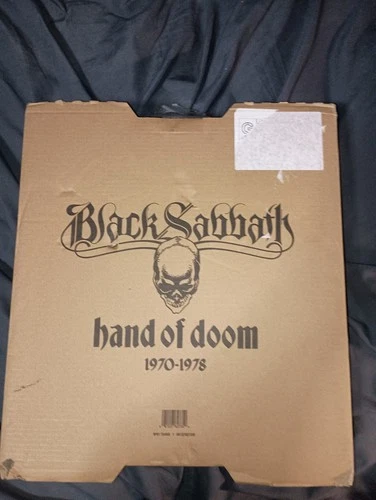 Black Sabbath
hand of doom
1970-1978